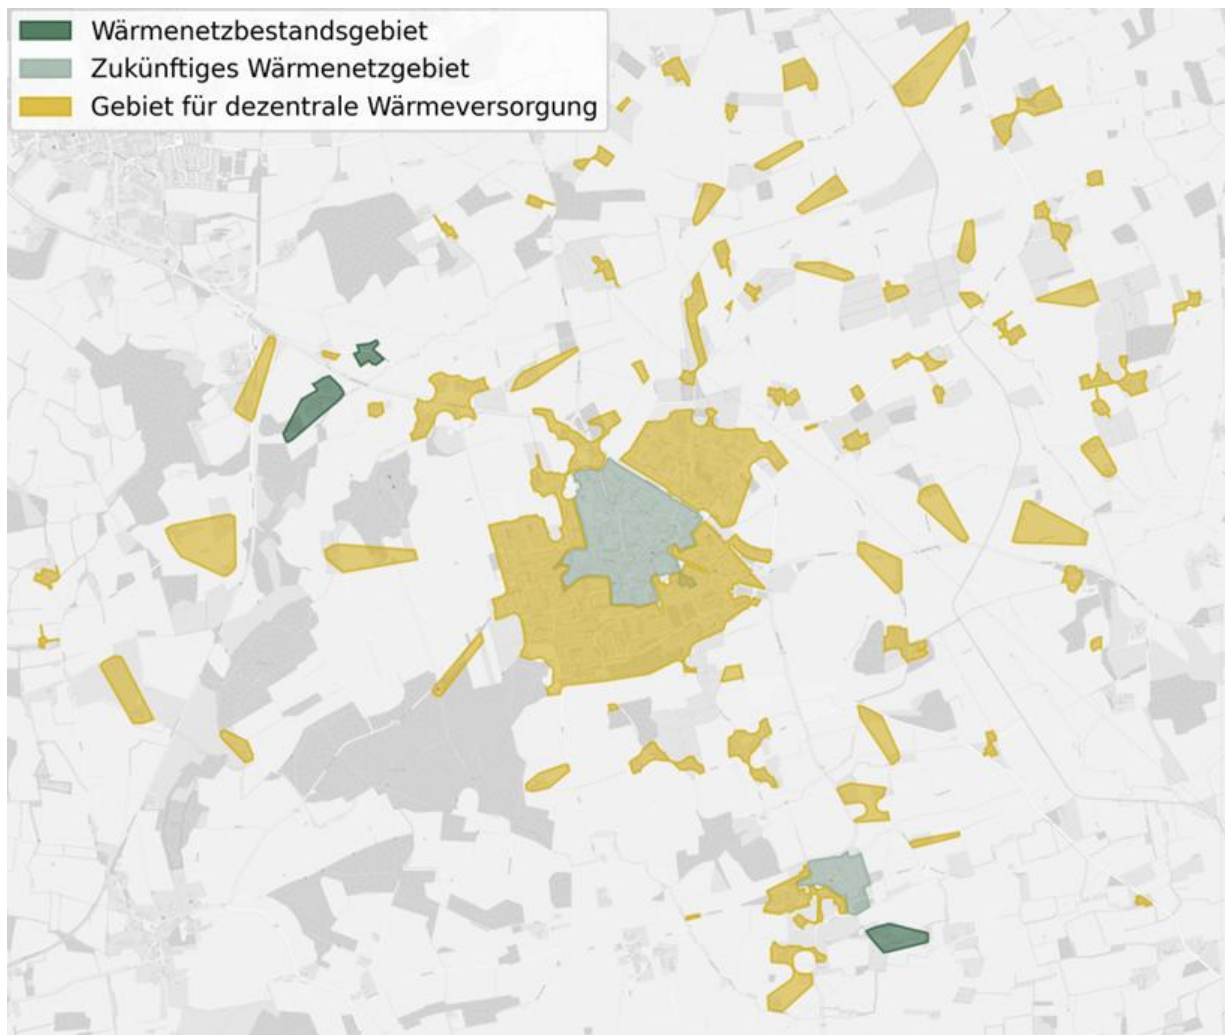 Wärmenetzbestandsgebiet
Zukünftiges Wärmenetzgebiet
Gebiet für dezentrale Wärmeversorgung